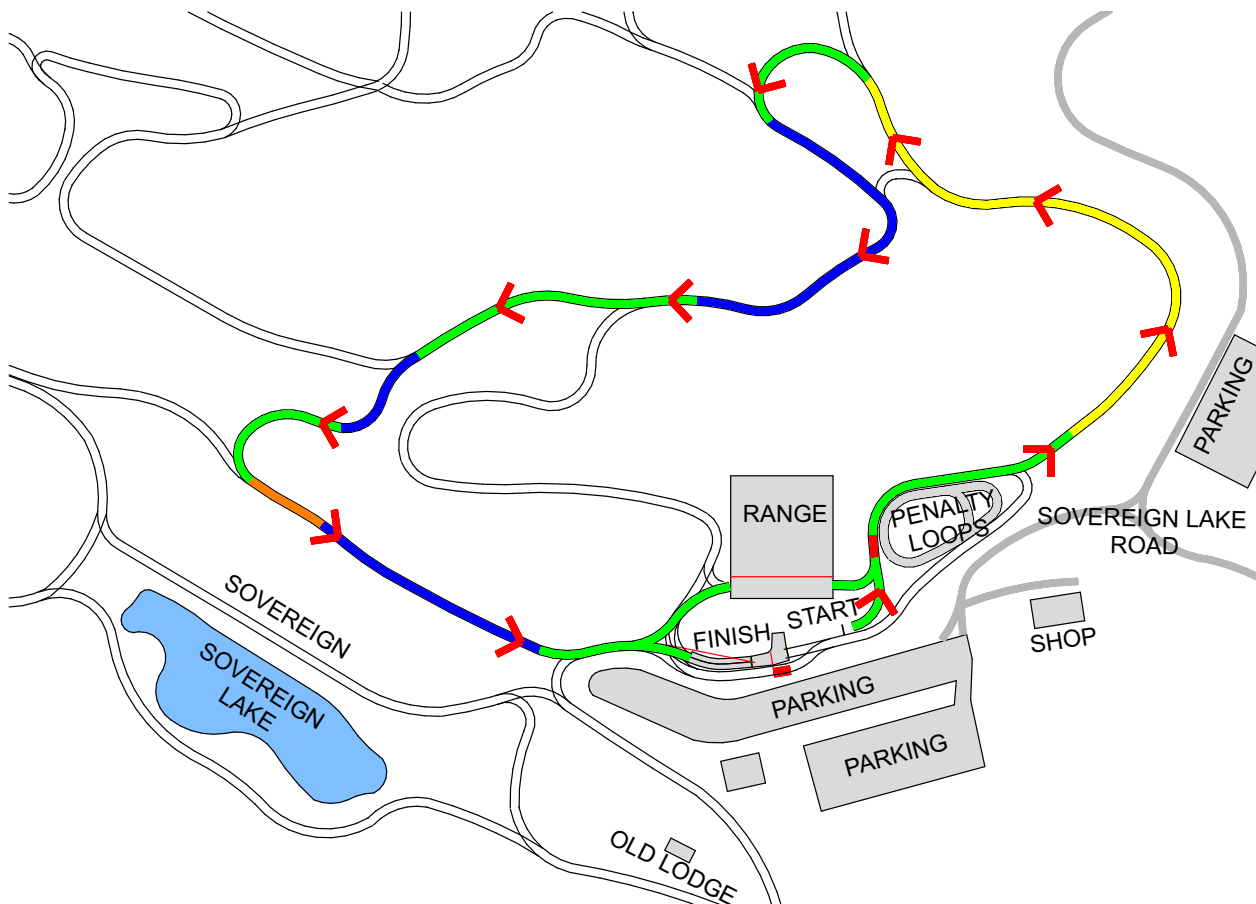 PARKING
RANGE
PENALTY
LOOPS
SOVEREIGN LAKE
ROAD
SOVEREIGN
START
FINISH
SHOP
SOVEREIGN
LAKE
PARKING
PARKING
OLD LODGE